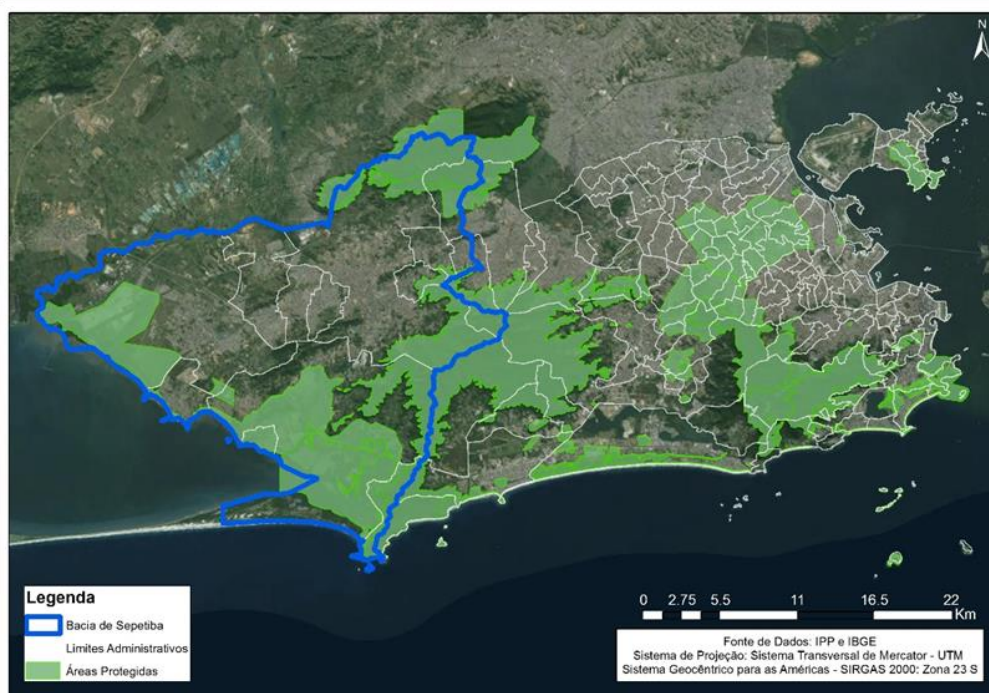 N
Legenda
Bacia de Sepetiba
Limites Administrativos
Áreas Protegidas
0 2.75 5.5 11 16.5 22
Km
Fonte de Dados: IPP e IBGE
Sistema de Projeção: Sistema Transversal de Mercator - UTM
Sistema Geocêntrico para as Américas - SIRGAS 2000: Zona 23 S